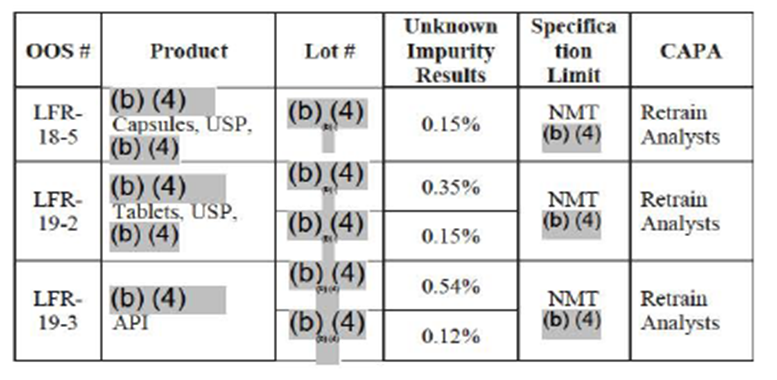 OOS #
Product
Lot #
Unknown
Impurity
Results
Specifica
tion
Limit
CAPA
LFR-
18-5
(b) (4)
Capsules, USP,
(b) (4)
(b) (4)
0.15%
NMT
(b) (4)
Retrain
Analysts
LFR-
19-2
(b) (4)
Tablets, USP,
(b) (4)
(b) (4)
(b) (4)
0.35%
0.15%
NMT
(b) (4)
Retrain
Analysts
LFR-
19-3
(b) (4)
API
(b) (4)
(b) (4)
0.54%
0.12%
NMT
(b) (4)
Retrain
Analysts